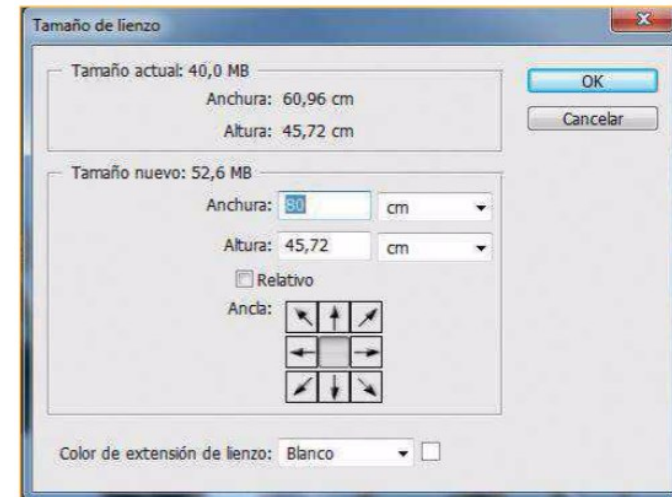 Tamaño de lienzo
Tamaño actual: 40,0 MB
Anchura: 60,96 cm
Altura: 45,72 cm
OK
Cancelar
Tamaño nuevo: 52,6 MB
Anchura: 80 cm
Altura: 45,72 cm
Relativo
Ancla:
Color de extensión de lienzo: Blanco